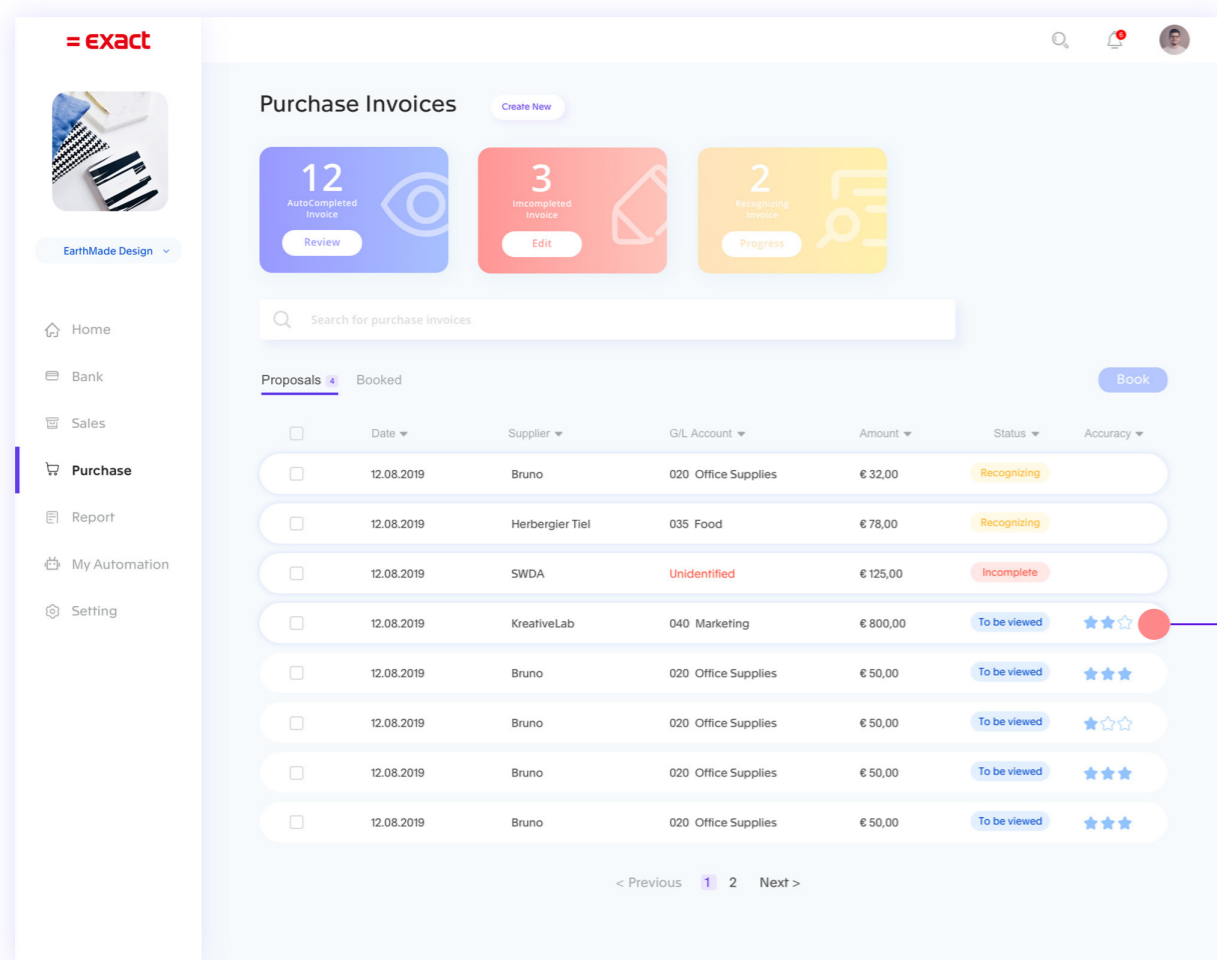 = exact
6
EarthMade Design
Home
Bank
Sales
Purchase
Report
My Automation
Setting
Purchase Invoices
Create New
12
AutoCompleted
Invoice
Review
3
Imcompleted
Invoice
Edit
2
Recagnizing
Invoice
Progress
Search for purchase invoices
Proposals 4 Booked
Book
Date Supplier G/L Account Amount Status Accuracy
12.08.2019 Bruno 020 Office Supplies € 32,00 Recognizing
12.08.2019 Herbergier Tiel 035 Food € 78,00 Recognizing
12.08.2019 SWDA Unidentified € 125,00 Incomplete
12.08.2019 KreativeLab 040 Marketing € 800,00 To be viewed
12.08.2019 Bruno 020 Office Supplies € 50,00 To be viewed
12.08.2019 Bruno 020 Office Supplies € 50,00 To be viewed
12.08.2019 Bruno 020 Office Supplies € 50,00 To be viewed
12.08.2019 Bruno 020 Office Supplies € 50,00 To be viewed
< Previous 1 2 Next >